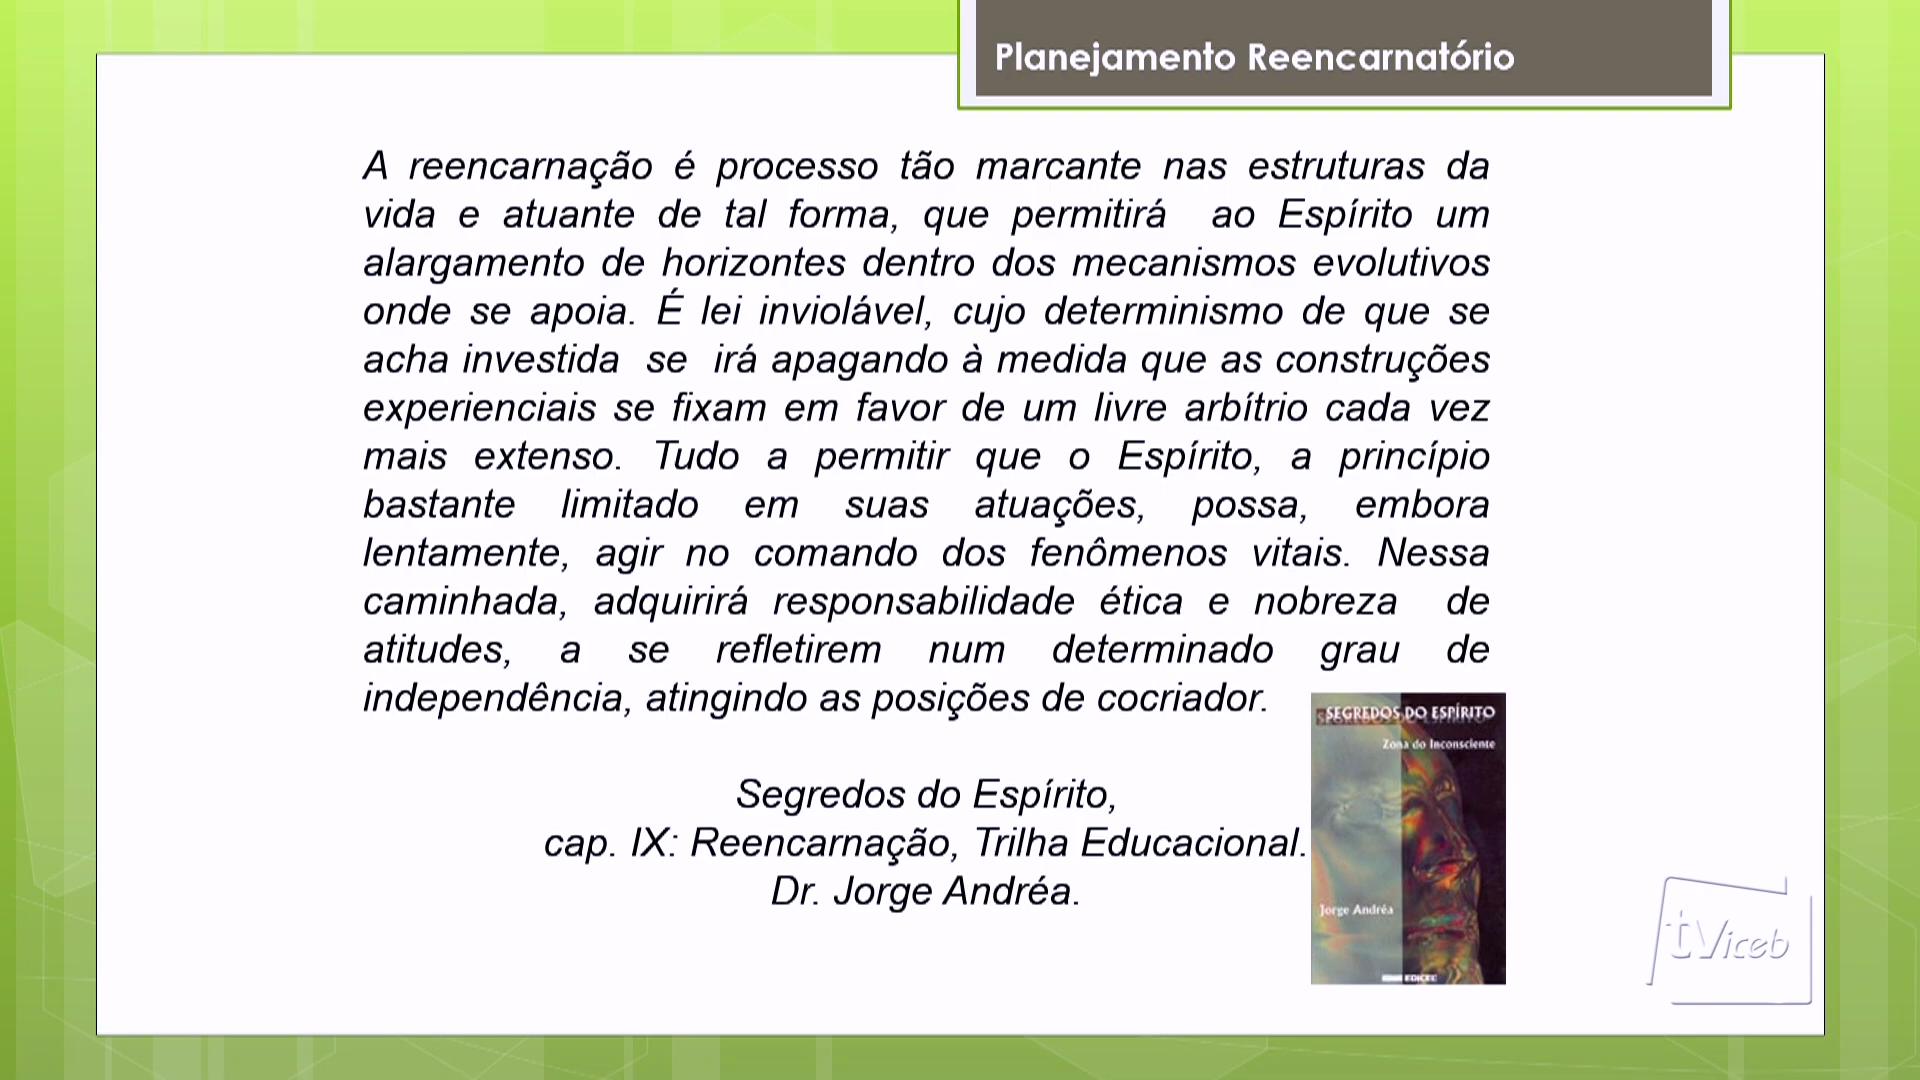 Planejamento Reencarnatório
A reencarnação é processo tão marcante nas estruturas da
vida e atuante de tal forma, que permitirá ao Espírito um
alargamento de horizontes dentro dos mecanismos evolutivos
onde se apoia. É lei inviolável, cujo determinismo de que se
acha investida se irá apagando à medida que as construções
experienciais se fixam em favor de um livre arbítrio cada vez
mais extenso. Tudo a permitir que o Espírito, a princípio
bastante limitado em suas atuações, possa, embora
lentamente, agir no comando dos fenômenos vitais. Nessa
caminhada, adquirirá responsabilidade ética e nobreza de
atitudes, a se refletirem num determinado grau de
independência, atingindo as posições de cocriador.
Segredos do Espírito,
cap. IX: Reencarnação, Trilha Educacional.
Dr. Jorge Andréa.
SEGREDOS DO ESPÍRITO
Zona do Inconsciente
Jorge Andréa
tViceb